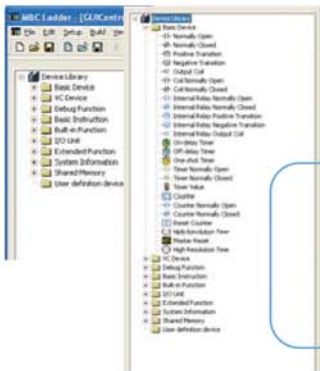 MBC Ladder - [GUIContr
File Edit Setup Build View
Device Library
Basic Device
VC Device
Debug Function
Basic Instruction
Built-in Function
I/O Unit
Extended Function
System Information
Shared Memory
User definition device
Device Library
Basic Device
Normally Open
Normally Closed
Positive Transition
Negative Transition
Output Coil
Coil Normally Open
Coil Normally Closed
Internal Relay Normally Open
Internal Relay Normally Closed
Internal Relay Positive Transition
Internal Relay Negative Transition
Internal Relay Output Coil
On-delay Timer
Off-delay Timer
One-shot Timer
Timer Normally Open
Timer Normally Closed
Timer Value
Counter
Counter Normally Open
Counter Normally Closed
Reset Counter
High Resolution Time
Master Reset
High Resolution Time
VC Device
Debug Function
Basic Instruction
Built-in Function
I/O Unit
Extended Function
System Information
Shared Memory
User definition device